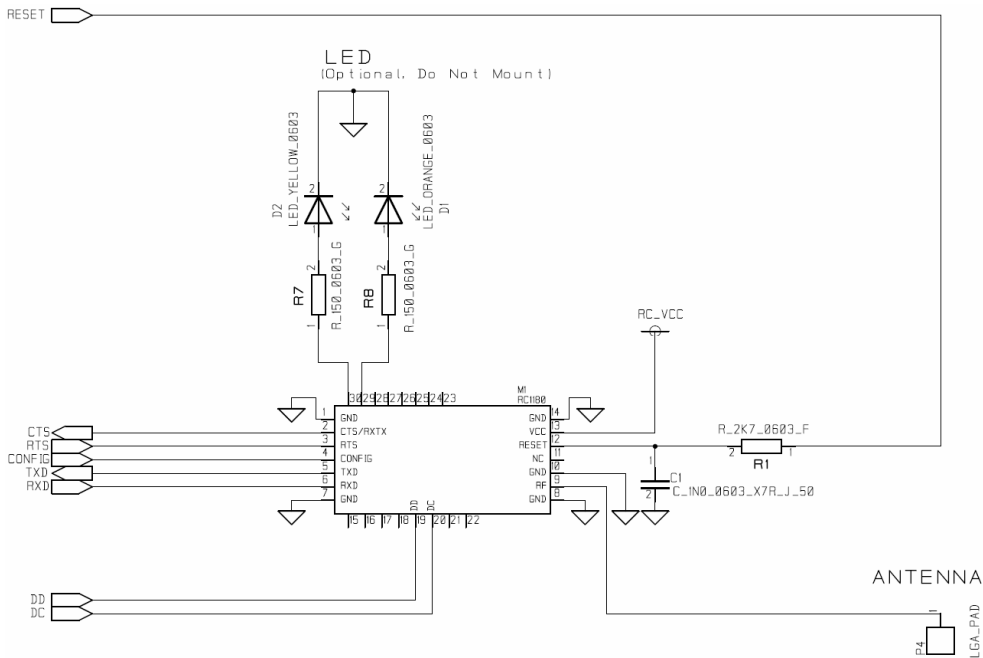 RESET
LED
(Optional, Do Not Mount)
D2
LED_YELLOW_0603
2
1
LED_ORANGE_0603
D1
2
1
R7
R_150_0603_G
2
1
R8
R_150_0603_G
2
1
RC_VCC
M1
RC1180
30 29 28 27 26 25 24 23
1 GND
2 CTS/RXTX
3 RTS
4 CONFIG
5 TXD
6 RXD
7 GND
GND 14
VCC 13
RESET 12
NC 11
GND 10
RF 9
GND 8
DD DC
15 16 17 18 19 20 21 22
CTS
RTS
CONFIG
TXD
RXD
R_2K7_0603_F
2 R1 1
1
C1
2
C_1N0_0603_X7R_J_50
DD
DC
ANTENNA
1
P4
LGA_PAD